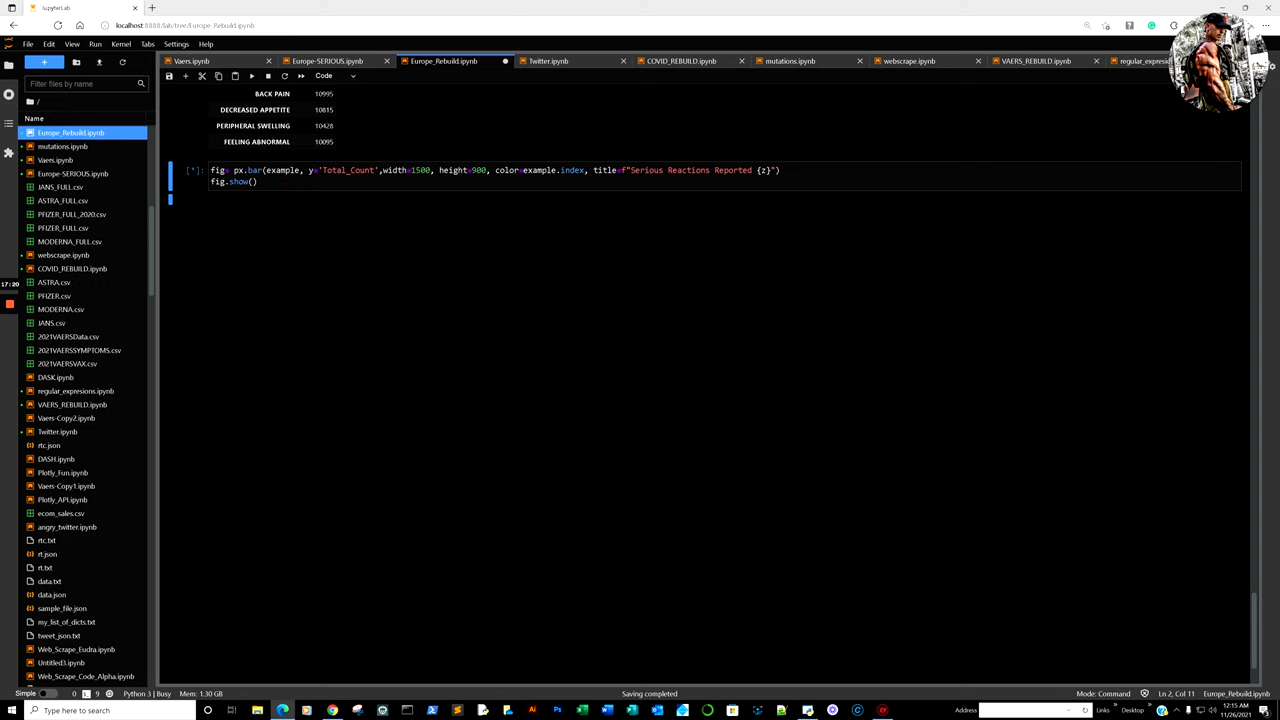 JupyterLab
localhost:8888/lab/tree/Europe_Rebuild.ipynb
File Edit View Run Kernel Tabs Settings Help
Vaers.ipynb Europe-SERIOUS.ipynb Europe_Rebuild.ipynb Twitter.ipynb COVID_REBUILD.ipynb mutations.ipynb webscrape.ipynb VAERS_REBUILD.ipynb regular_expresi
Code
Filter files by name
/
Name
Europe_Rebuild.ipynb
mutations.ipynb
Vaers.ipynb
Europe-SERIOUS.ipynb
JANS_FULL.csv
ASTRA_FULL.csv
PFIZER_FULL_2020.csv
PFIZER_FULL.csv
MODERNA_FULL.csv
webscrape.ipynb
COVID_REBUILD.ipynb
ASTRA.csv
PFIZER.csv
MODERNA.csv
JANS.csv
2021VAERSData.csv
2021VAERSSYMPTOMS.csv
2021VAERSVAX.csv
DASK.ipynb
regular_expresions.ipynb
VAERS_REBUILD.ipynb
Vaers-Copy2.ipynb
Twitter.ipynb
rtc.json
DASH.ipynb
Plotly_Fun.ipynb
Vaers-Copy1.ipynb
Plotly_API.ipynb
ecom_sales.csv
angry_twitter.ipynb
rtc.txt
rt.json
rt.txt
data.txt
data.json
sample_file.json
my_list_of_dicts.txt
tweet_json.txt
Web_Scrape_Eudra.ipynb
Untitled3.ipynb
Web_Scrape_Code_Alpha.ipynb
17:20
BACK PAIN 10995
DECREASED APPETITE 10815
PERIPHERAL SWELLING 10428
FEELING ABNORMAL 10095
[*]: fig= px.bar(example, y='Total_Count',width=1500, height=900, color=example.index, title=f"Serious Reactions Reported {z}")
fig.show()
Simple 0 9 Python 3 | Busy Mem: 1.30 GB Saving completed Mode: Command Ln 2, Col 11 Europe_Rebuild.ipynb
Type here to search Address Links Desktop 12:15 AM
11/26/2021